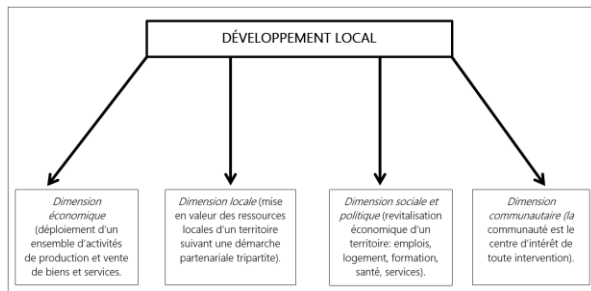 DÉVELOPPEMENT LOCAL
Dimension
économique
(déploiement d'un
ensemble d'activités
de production et vente
de biens et services.
Dimension locale (mise
en valeur des ressources
locales d'un territoire
suivant une démarche
partenariale tripartite).
Dimension sociale et
politique (revitalisation
économique d'un
territoire: emplois,
logement, formation,
santé, services).
Dimension
communautaire (la
communauté est le
centre d'intérêt de
toute intervention).